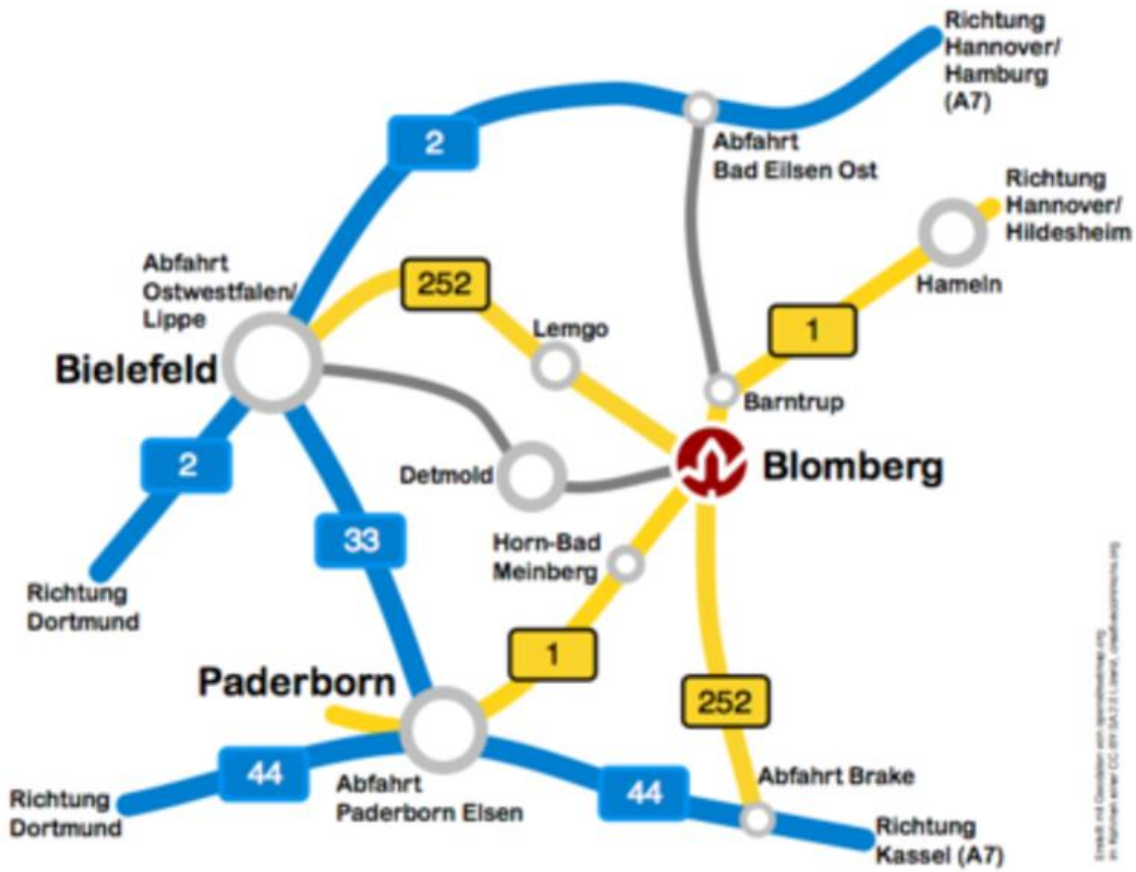 Richtung
Hannover/
Hamburg
(A7)
2
Abfahrt
Bad Eilsen Ost
Richtung
Hannover/
Hildesheim
Hameln
Abfahrt
Ostwestfalen/
Lippe
252
1
Lemgo
Bielefeld
Barntrup
2
Detmold
Blomberg
33
Horn-Bad
Meinberg
Richtung
Dortmund
1
Paderborn
252
44
Abfahrt
Paderborn Elsen
44
Abfahrt Brake
Richtung
Dortmund
Richtung
Kassel (A7)